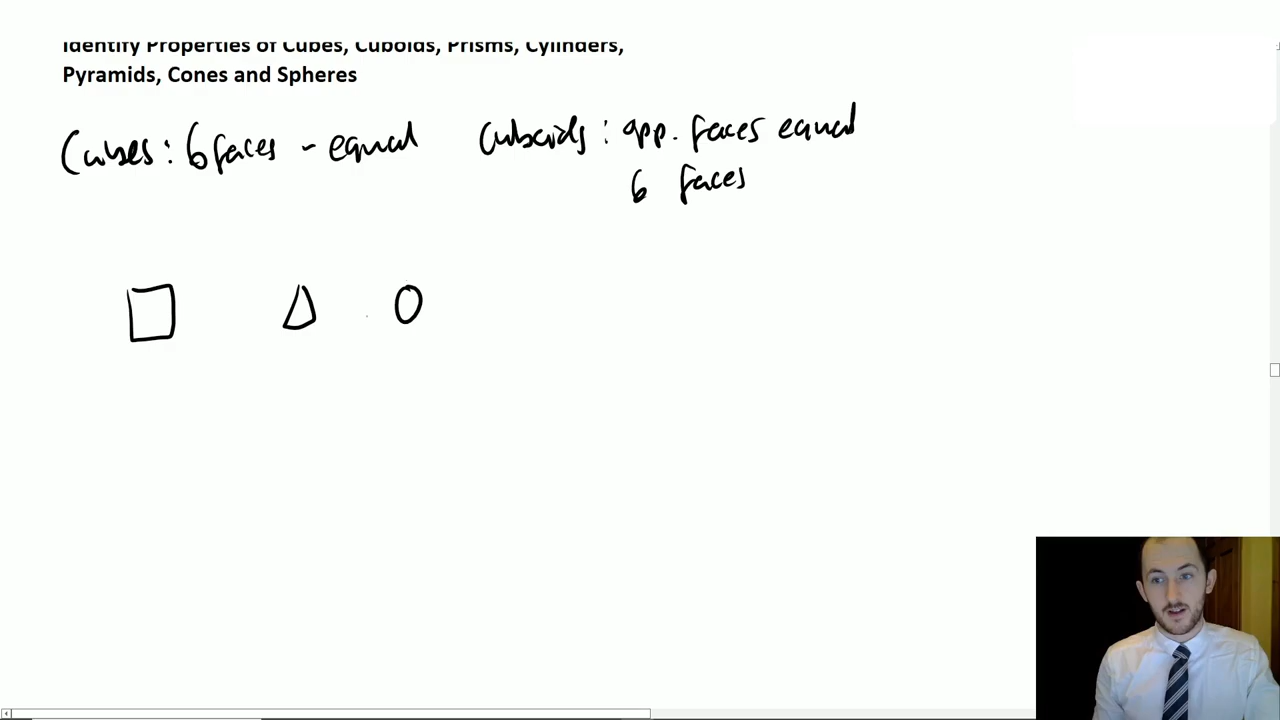 Identify Properties of Cubes, Cuboids, Prisms, Cylinders,
Pyramids, Cones and Spheres
Cubes: 6 faces - equal
Cuboids: opp. faces equal
6 faces